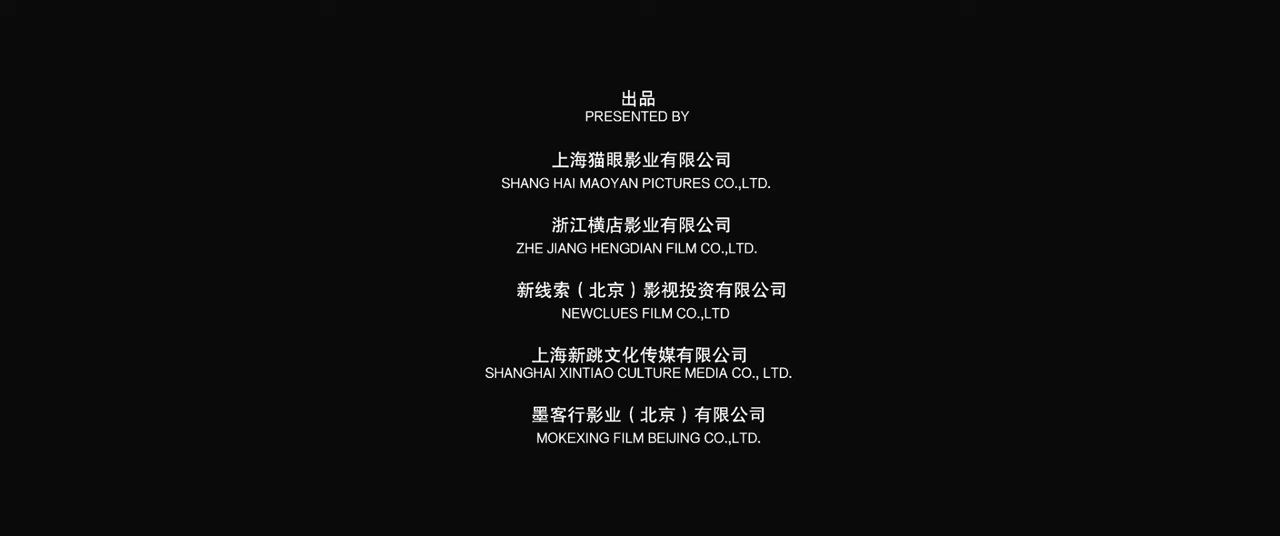 出品
PRESENTED BY
上海猫眼影业有限公司
SHANG HAI MAOYAN PICTURES CO.,LTD.
浙江横店影业有限公司
ZHE JIANG HENGDIAN FILM CO.,LTD.
新线索（北京）影视投资有限公司
NEWCLUES FILM CO.,LTD
上海新跳文化传媒有限公司
SHANGHAI XINTIAO CULTURE MEDIA CO., LTD.
墨客行影业（北京）有限公司
MOKEXING FILM BEIJING CO.,LTD.